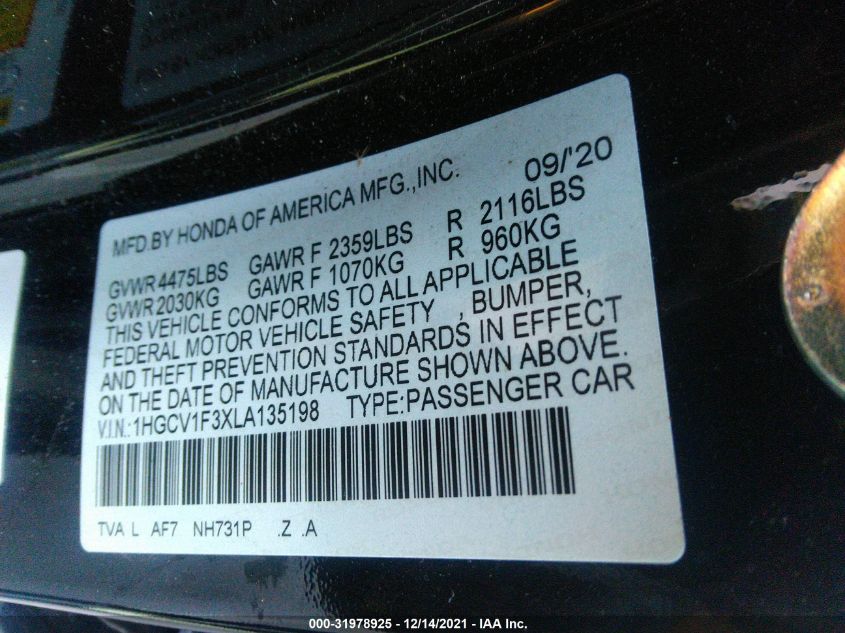 MFD.BY HONDA OF AMERICA MFG.,INC. 09/'20
GVWR 4475LBS GAWR F 2359LBS R 2116LBS
GVWR 2030KG GAWR F 1070KG R 960KG
THIS VEHICLE CONFORMS TO ALL APPLICABLE
FEDERAL MOTOR VEHICLE SAFETY , BUMPER,
AND THEFT PREVENTION STANDARDS IN EFFECT
ON THE DATE OF MANUFACTURE SHOWN ABOVE.
V.I.N.:1HGCV1F3XLA135198 TYPE:PASSENGER CAR
TVA L AF7 NH731P .Z .A
000-31978925 - 12/14/2021 - IAA Inc.